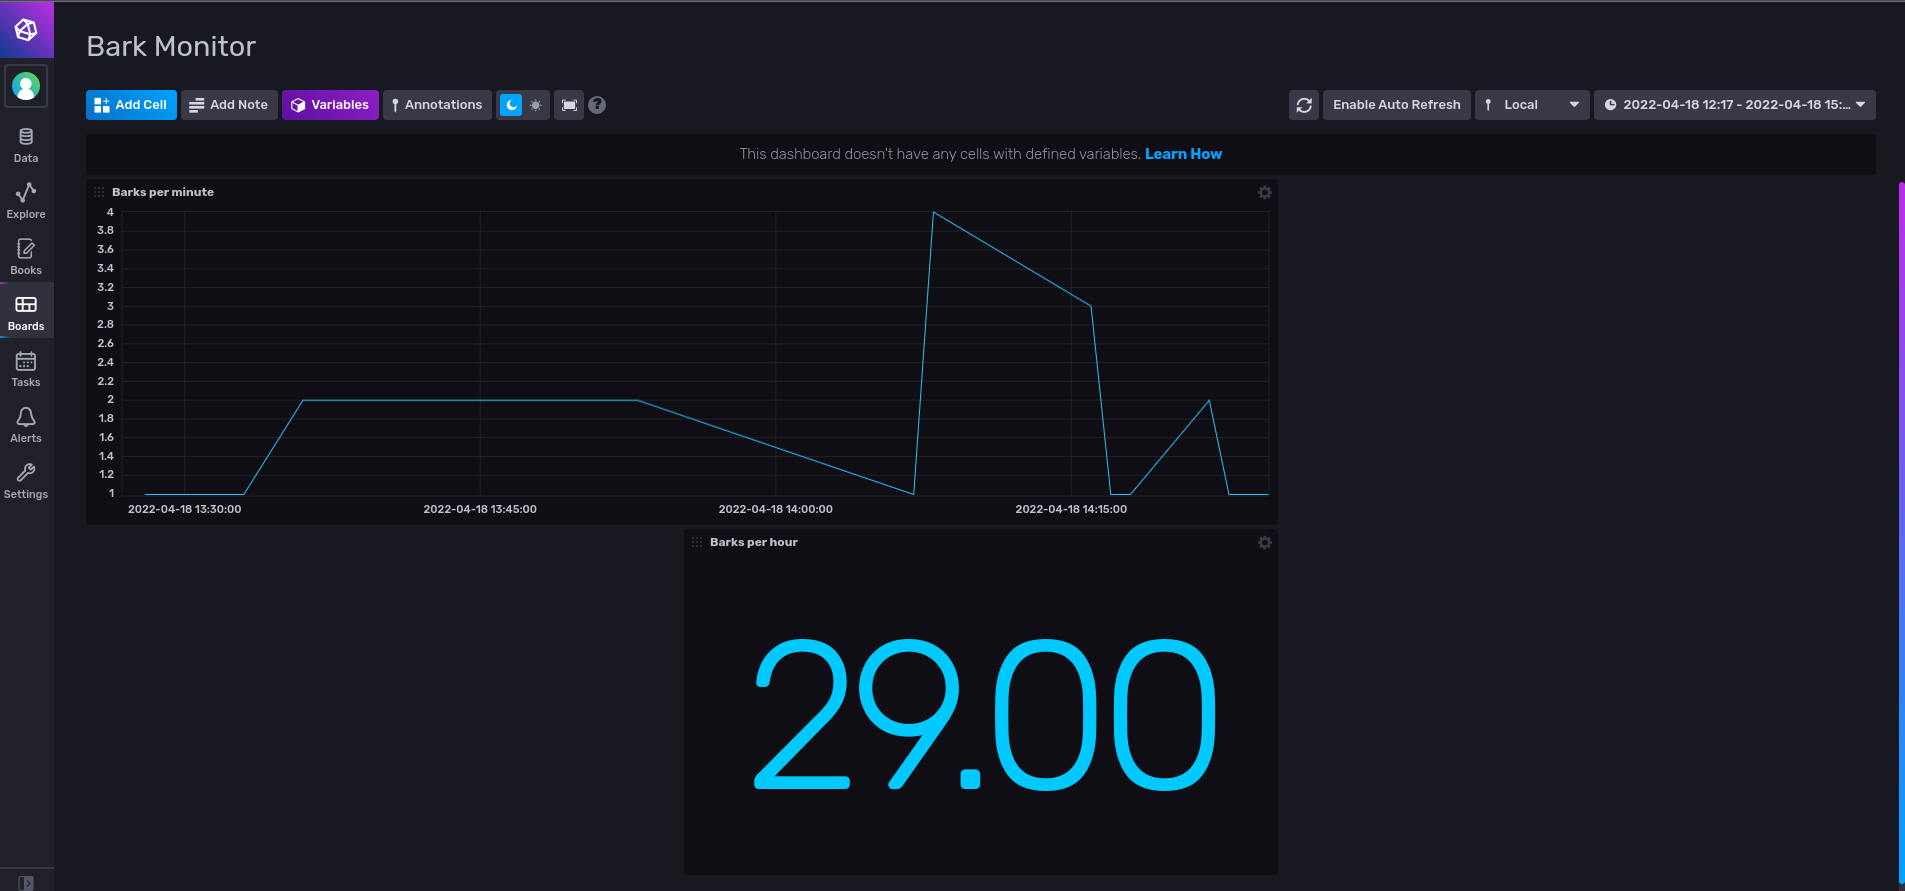 Bark Monitor
Add Cell Add Note Variables Annotations ? Enable Auto Refresh Local 2022-04-18 12:17 - 2022-04-18 15:...
This dashboard doesn't have any cells with defined variables. Learn How
Data
Explore
Books
Boards
Tasks
Alerts
Settings
Barks per minute
4
3.8
3.6
3.4
3.2
3
2.8
2.6
2.4
2.2
2
1.8
1.6
1.4
1.2
1
2022-04-18 13:30:00 2022-04-18 13:45:00 2022-04-18 14:00:00 2022-04-18 14:15:00
Barks per hour
29.00